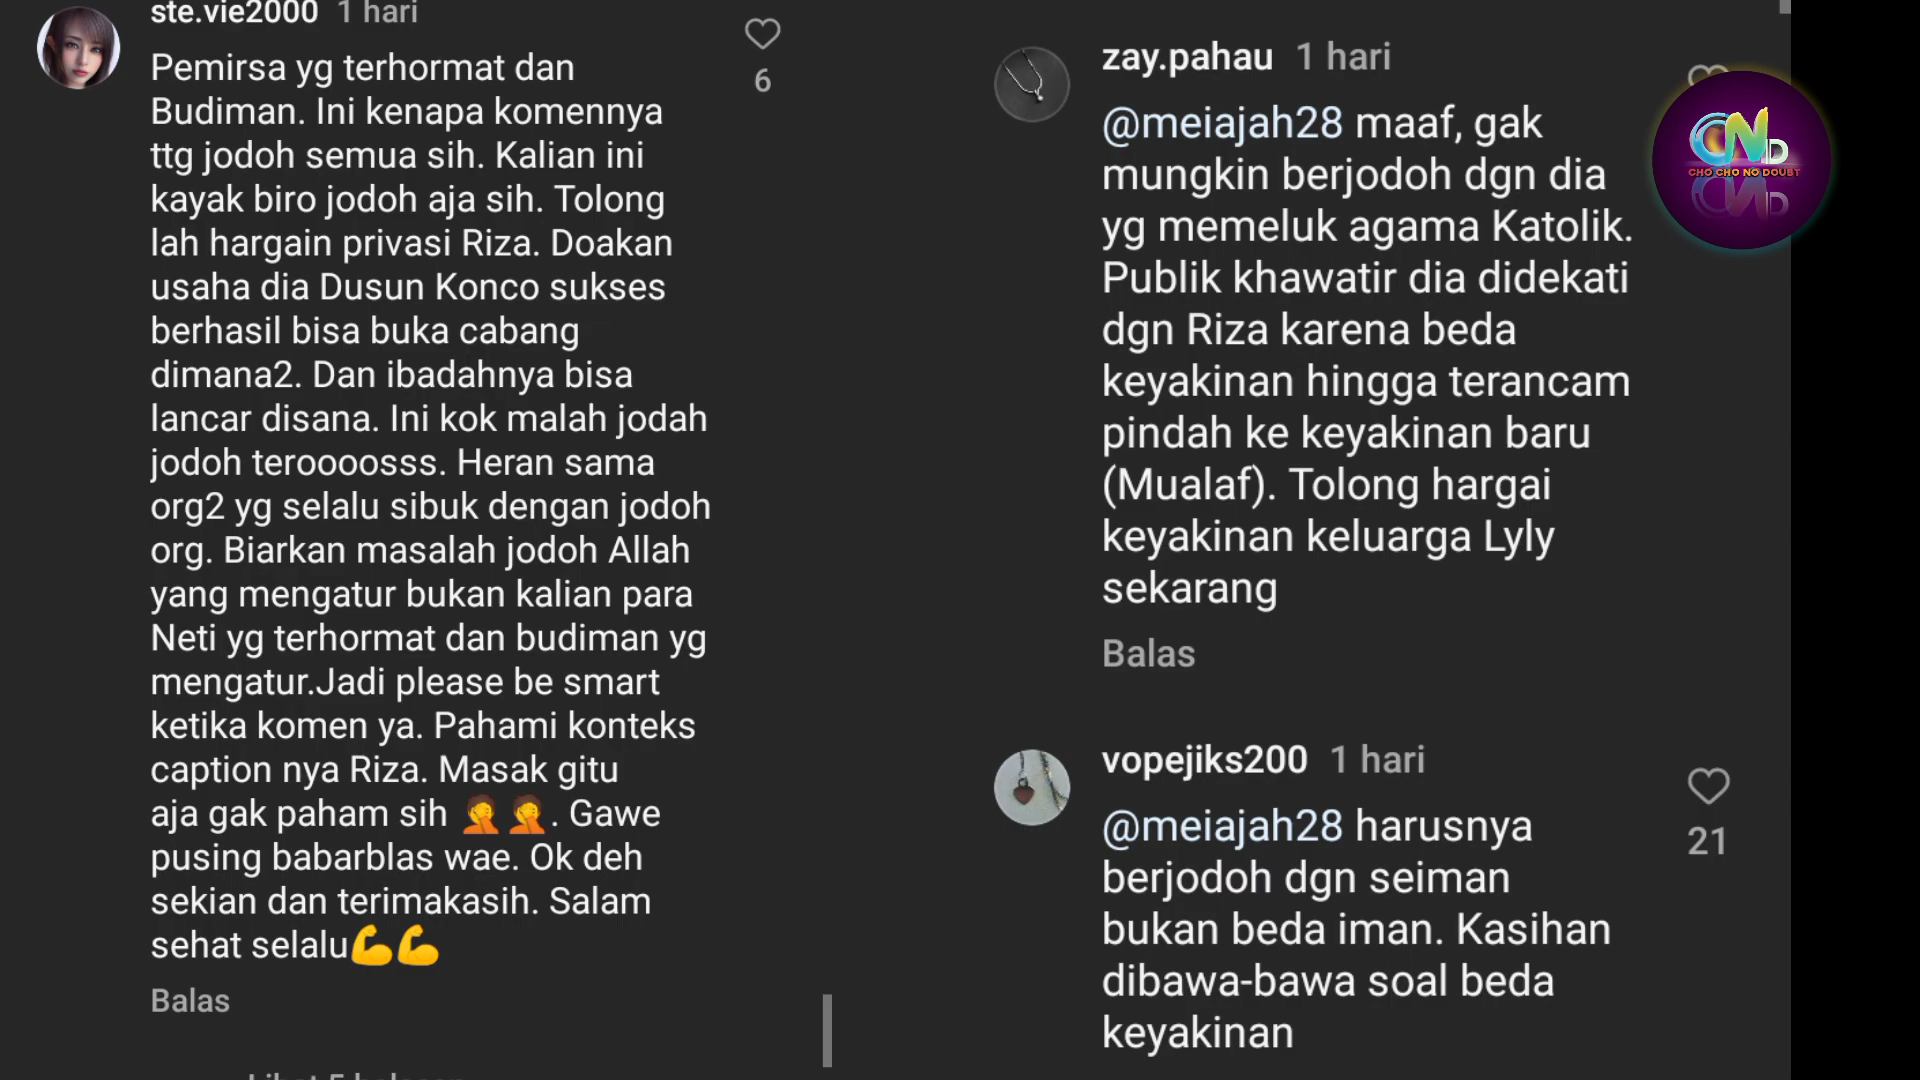 ste.vie2000 1 hari
6
Pemirsa yg terhormat dan
Budiman. Ini kenapa komennya
ttg jodoh semua sih. Kalian ini
kayak biro jodoh aja sih. Tolong
lah hargain privasi Riza. Doakan
usaha dia Dusun Konco sukses
berhasil bisa buka cabang
dimana2. Dan ibadahnya bisa
lancar disana. Ini kok malah jodah
jodoh teroooosss. Heran sama
org2 yg selalu sibuk dengan jodoh
org. Biarkan masalah jodoh Allah
yang mengatur bukan kalian para
Neti yg terhormat dan budiman yg
mengatur.Jadi please be smart
ketika komen ya. Pahami konteks
caption nya Riza. Masak gitu
aja gak paham sih 🤦🤦. Gawe
pusing babarblas wae. Ok deh
sekian dan terimakasih. Salam
sehat selalu💪💪
Balas
zay.pahau 1 hari
@meiajah28 maaf, gak
mungkin berjodoh dgn dia
yg memeluk agama Katolik.
Publik khawatir dia didekati
dgn Riza karena beda
keyakinan hingga terancam
pindah ke keyakinan baru
(Mualaf). Tolong hargai
keyakinan keluarga Lyly
sekarang
Balas
vopejiks200 1 hari
21
@meiajah28 harusnya
berjodoh dgn seiman
bukan beda iman. Kasihan
dibawa-bawa soal beda
keyakinan
CND
CHO CHO NO DOUBT